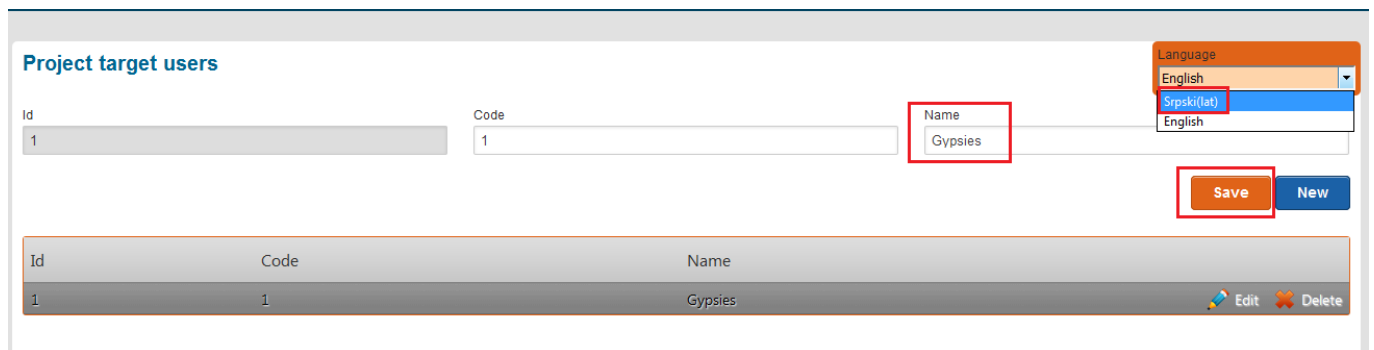 Project target users
Language
English
Srpski(lat)
English
Id Code Name
1 1 Gypsies
Save New
Id Code Name
1 1 Gypsies Edit Delete